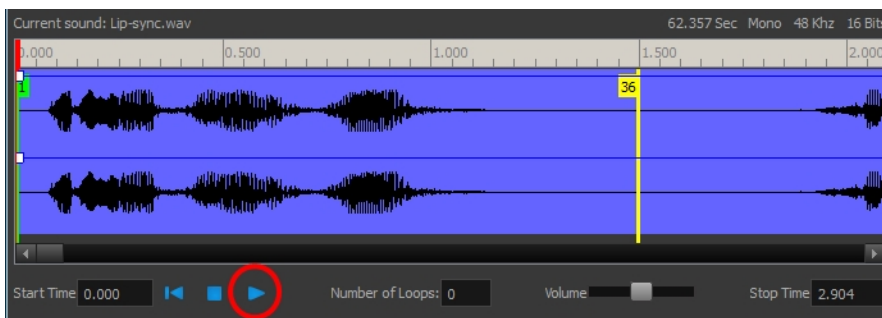 Current sound: Lip-sync.wav 62.357 Sec Mono 48 Khz 16 Bits
0.000 0.500 1.000 1.500 2.000
1 36
Start Time 0.000 Number of Loops: 0 Volume Stop Time 2.904